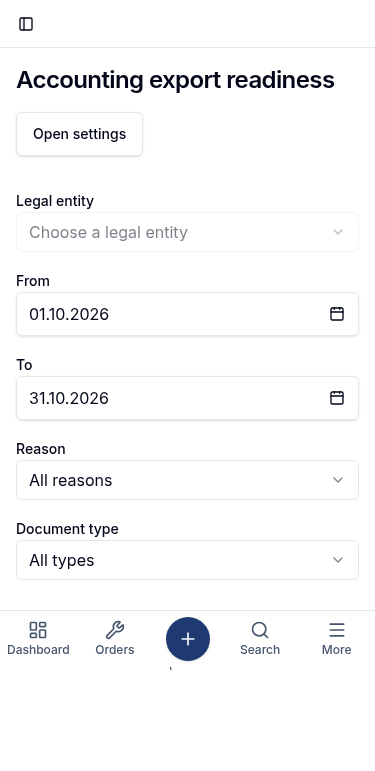 Accounting export readiness
Open settings
Legal entity
Choose a legal entity
From
01.10.2026
To
31.10.2026
Reason
All reasons
Document type
All types
Dashboard
Orders
Search
More